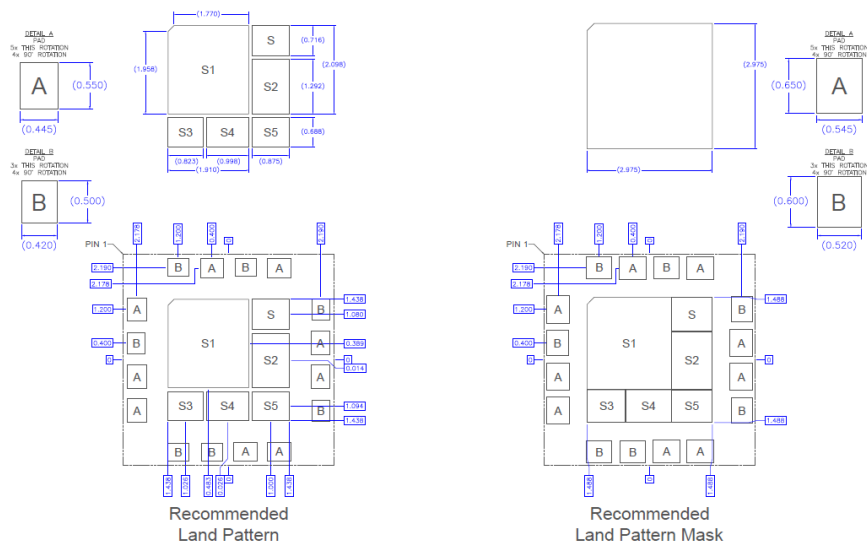 DETAIL A
PAD
5x THIS ROTATION
4x 90° ROTATION
A
(0.550)
(0.445)
DETAIL B
PAD
3x THIS ROTATION
4x 90° ROTATION
B
(0.500)
(0.420)
(1.770)
(1.958)
S1
S
(0.716)
(2.098)
S2
(1.292)
S3
S4
S5
(0.688)
(0.823)
(0.998)
(0.875)
(1.910)
(2.975)
(2.975)
DETAIL A
PAD
5x THIS ROTATION
4x 90° ROTATION
A
(0.650)
(0.545)
DETAIL B
PAD
3x THIS ROTATION
4x 90° ROTATION
B
(0.600)
(0.520)
PIN 1
2.178
1.200
0.400
0
2.190
2.190
2.178
B
A
B
A
1.200
0.400
0
A
B
A
A
S1
S
S2
S3
S4
S5
B
A
A
B
1.438
1.080
0.389
0
0.014
1.094
1.438
B
B
A
A
1.438
1.026
0.483
0.026
0
1.000
1.438
Recommended
Land Pattern
PIN 1
2.178
1.200
0.400
0
2.190
2.190
2.178
B
A
B
A
1.200
0.400
0
A
B
A
A
S1
S
S2
S3
S4
S5
B
A
A
B
1.488
0
1.488
B
B
A
A
1.488
0
1.488
Recommended
Land Pattern Mask